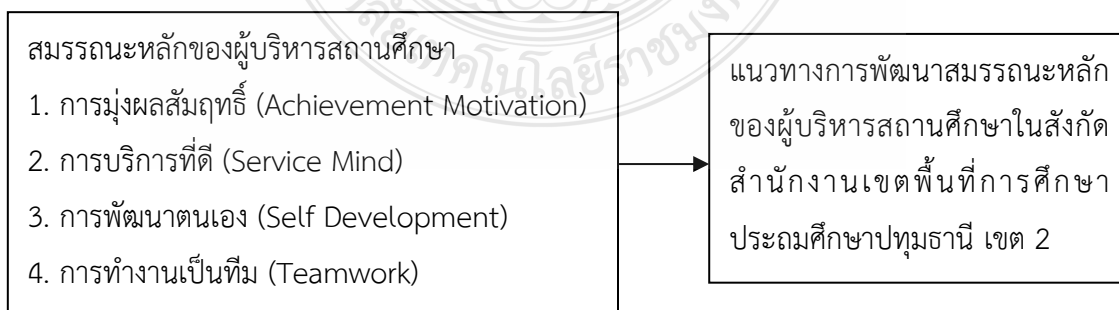 สมรรถนะหลักของผู้บริหารสถานศึกษา
1. การมุ่งผลสัมฤทธิ์ (Achievement Motivation)
2. การบริการที่ดี (Service Mind)
3. การพัฒนาตนเอง (Self Development)
4. การทำงานเป็นทีม (Teamwork)
แนวทางการพัฒนาสมรรถนะหลัก
ของผู้บริหารสถานศึกษาในสังกัด
สำนักงานเขตพื้นที่การศึกษา
ประถมศึกษาปทุมธานี เขต 2